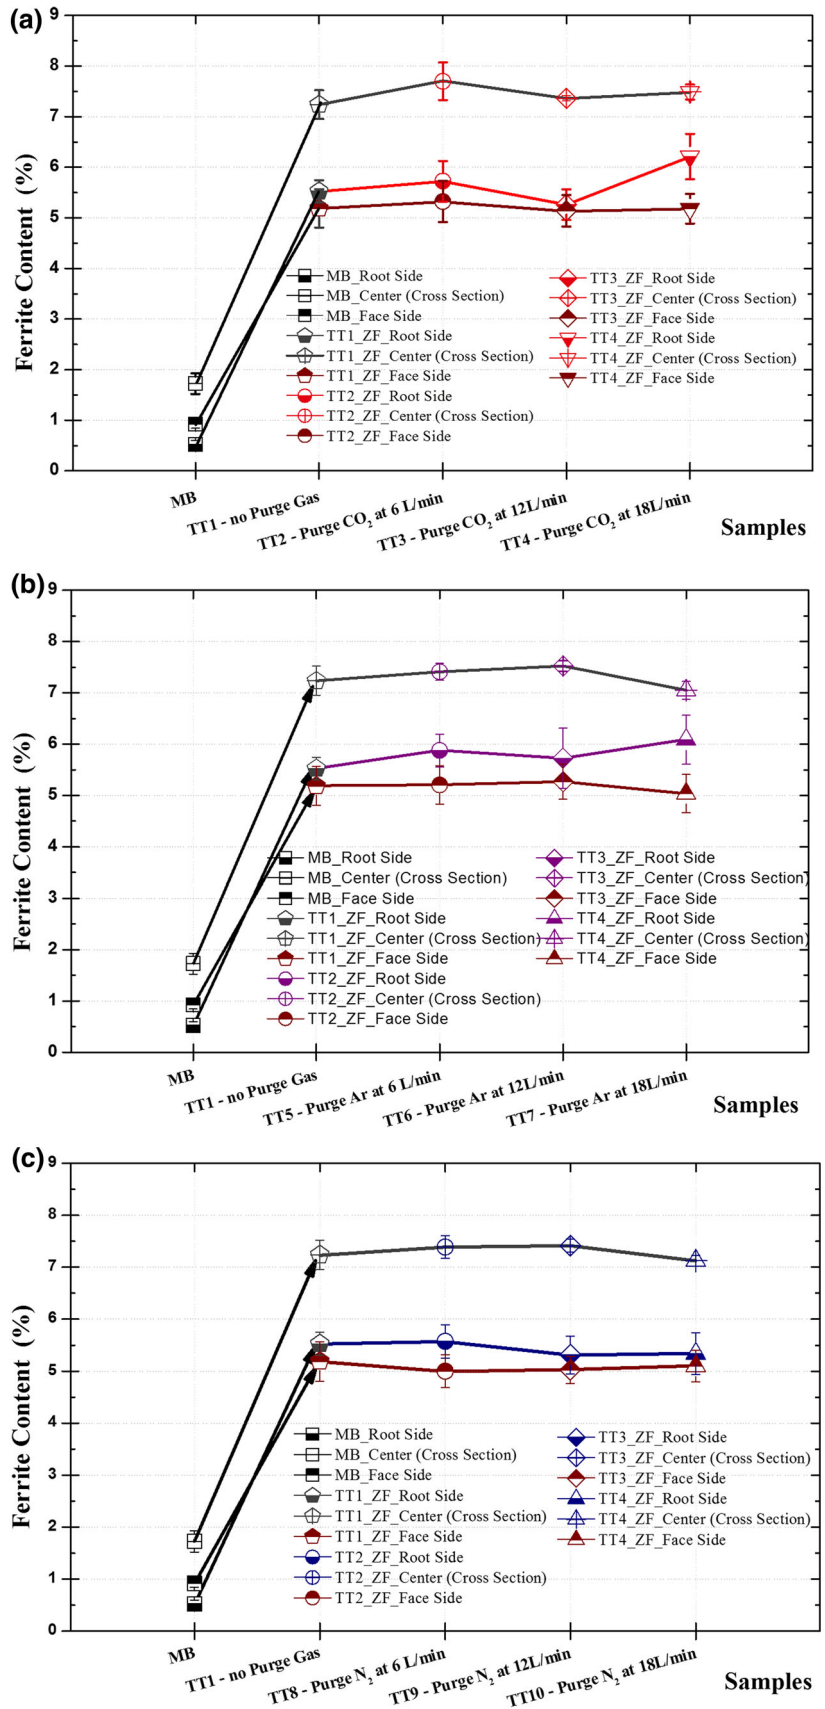 (a)
9
8
7
6
5
4
3
2
1
0
Ferrite Content (%)
MB_Root Side
MB_Center (Cross Section)
MB_Face Side
TT1_ZF_Root Side
TT1_ZF_Center (Cross Section)
TT1_ZF_Face Side
TT2_ZF_Root Side
TT2_ZF_Center (Cross Section)
TT2_ZF_Face Side
TT3_ZF_Root Side
TT3_ZF_Center (Cross Section)
TT3_ZF_Face Side
TT4_ZF_Root Side
TT4_ZF_Center (Cross Section)
TT4_ZF_Face Side
MB
TT1 - no Purge Gas
TT2 - Purge CO₂ at 6 L/min
TT3 - Purge CO₂ at 12L/min
TT4 - Purge CO₂ at 18L/min
Samples
(b)
9
8
7
6
5
4
3
2
1
0
Ferrite Content (%)
MB_Root Side
MB_Center (Cross Section)
MB_Face Side
TT1_ZF_Root Side
TT1_ZF_Center (Cross Section)
TT1_ZF_Face Side
TT2_ZF_Root Side
TT2_ZF_Center (Cross Section)
TT2_ZF_Face Side
TT3_ZF_Root Side
TT3_ZF_Center (Cross Section)
TT3_ZF_Face Side
TT4_ZF_Root Side
TT4_ZF_Center (Cross Section)
TT4_ZF_Face Side
MB
TT1 - no Purge Gas
TT5 - Purge Ar at 6 L/min
TT6 - Purge Ar at 12L/min
TT7 - Purge Ar at 18L/min
Samples
(c)
9
8
7
6
5
4
3
2
1
0
Ferrite Content (%)
MB_Root Side
MB_Center (Cross Section)
MB_Face Side
TT1_ZF_Root Side
TT1_ZF_Center (Cross Section)
TT1_ZF_Face Side
TT2_ZF_Root Side
TT2_ZF_Center (Cross Section)
TT2_ZF_Face Side
TT3_ZF_Root Side
TT3_ZF_Center (Cross Section)
TT3_ZF_Face Side
TT4_ZF_Root Side
TT4_ZF_Center (Cross Section)
TT4_ZF_Face Side
MB
TT1 - no Purge Gas
TT8 - Purge N₂ at 6 L/min
TT9 - Purge N₂ at 12L/min
TT10 - Purge N₂ at 18L/min
Samples